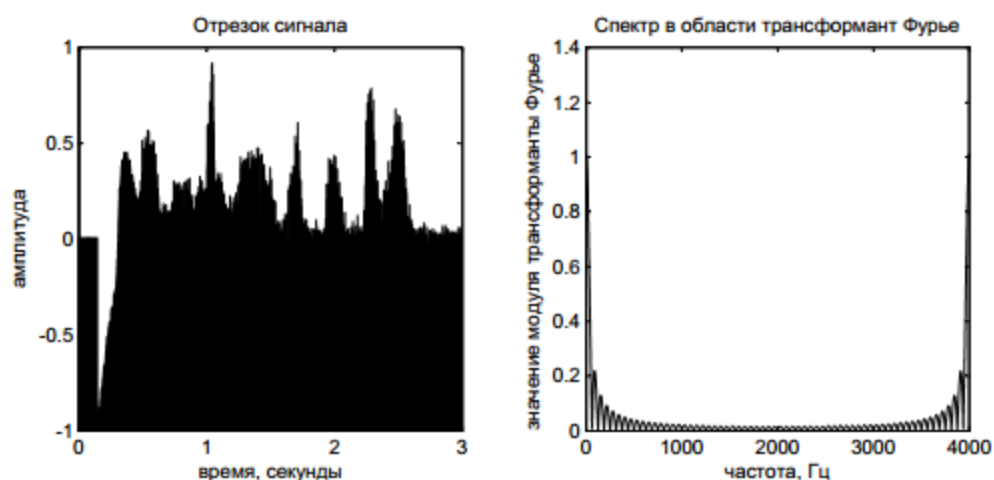 Отрезок сигнала
1
0.5
0
-0.5
-1
амплитуда
0 1 2 3
время, секунды
Спектр в области трансформант Фурье
1.4
1.2
1
0.8
0.6
0.4
0.2
0
значение модуля трансформанты Фурье
0 1000 2000 3000 4000
частота, Гц